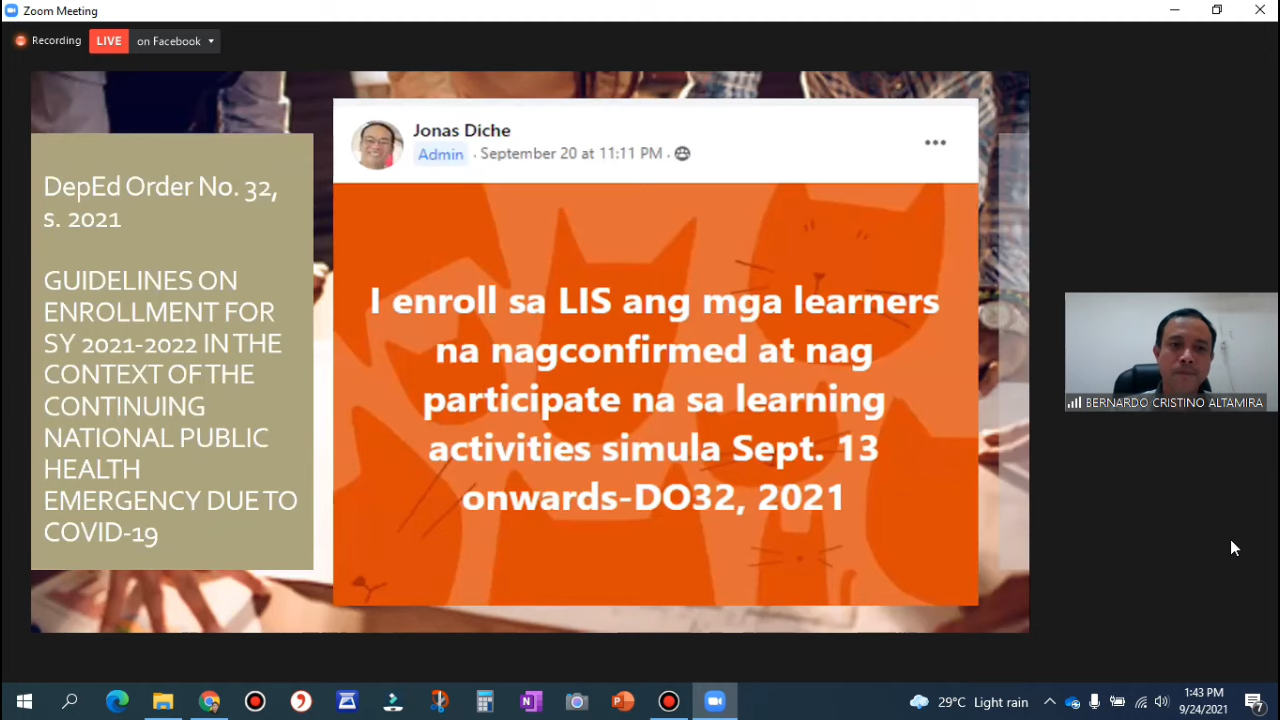 Zoom Meeting
Recording
LIVE
on Facebook
DepEd Order No. 32,
s. 2021
GUIDELINES ON
ENROLLMENT FOR
SY 2021-2022 IN THE
CONTEXT OF THE
CONTINUING
NATIONAL PUBLIC
HEALTH
EMERGENCY DUE TO
COVID-19
Jonas Diche
Admin · September 20 at 11:11 PM ·
I enroll sa LIS ang mga learners
na nagconfirmed at nag
participate na sa learning
activities simula Sept. 13
onwards-DO32, 2021
BERNARDO CRISTINO ALTAMIRA
29°C Light rain
1:43 PM
9/24/2021
7